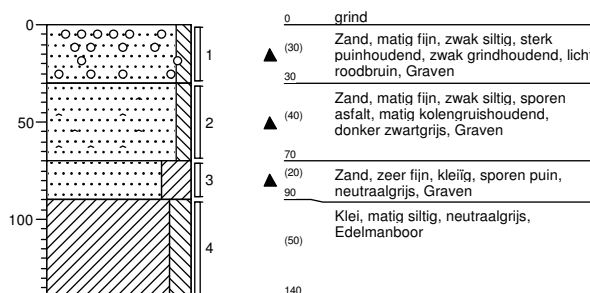 0
50
100
1
2
3
4
0 grind
(30) Zand, matig fijn, zwak siltig, sterk
puinhoudend, zwak grindhoudend, licht
30 roodbruin, Graven
Zand, matig fijn, zwak siltig, sporen
(40) asfalt, matig kolengruishoudend,
donker zwartgrijs, Graven
70
(20) Zand, zeer fijn, kleiïg, sporen puin,
90 neutraalgrijs, Graven
Klei, matig siltig, neutraalgrijs,
(50) Edelmanboor
140